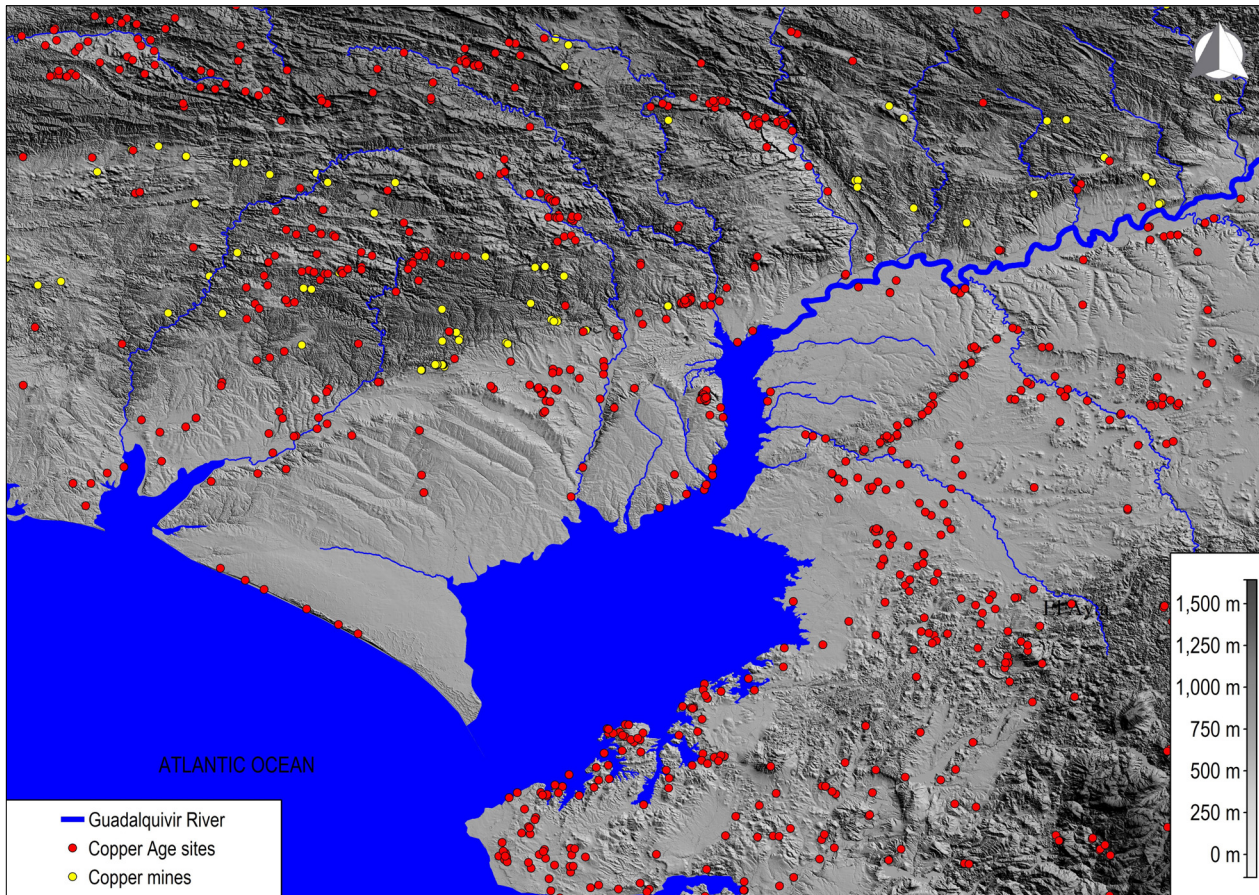 1,500 m
1,250 m
1,000 m
750 m
500 m
250 m
0 m
ATLANTIC OCEAN
Guadalquivir River
Copper Age sites
Copper mines